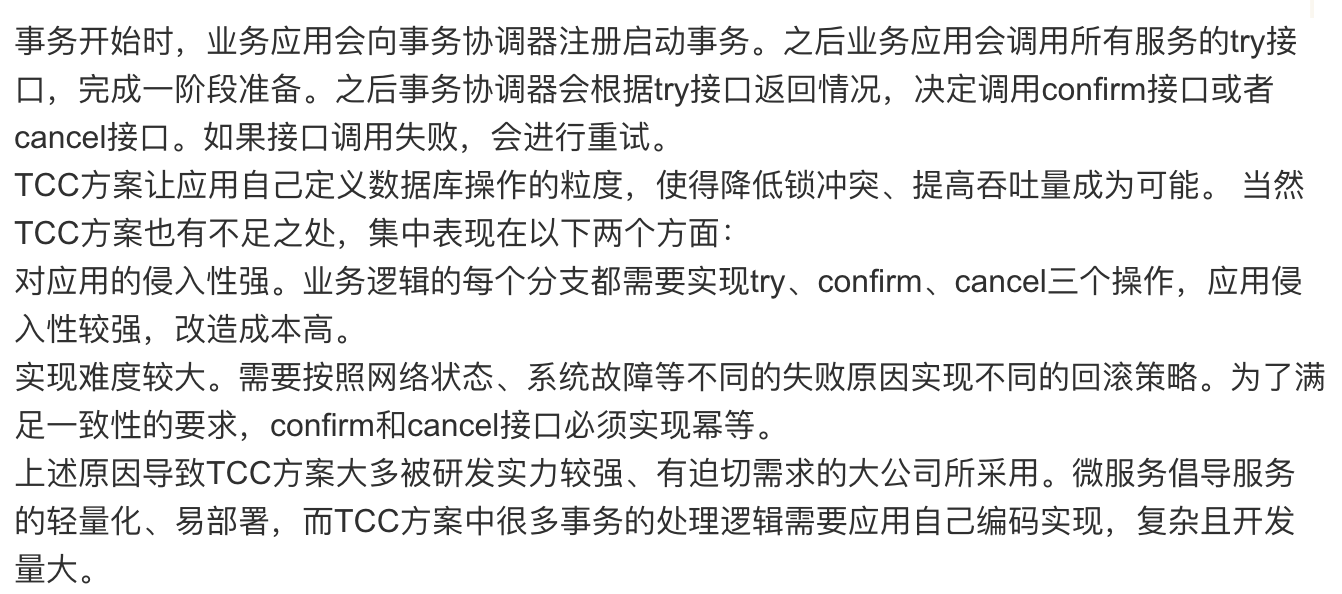 事务开始时，业务应用会向事务协调器注册启动事务。之后业务应用会调用所有服务的try接
口，完成一阶段准备。之后事务协调器会根据try接口返回情况，决定调用confirm接口或者
cancel接口。如果接口调用失败，会进行重试。
TCC方案让应用自己定义数据库操作的粒度，使得降低锁冲突、提高吞吐量成为可能。 当然
TCC方案也有不足之处，集中表现在以下两个方面：
对应用的侵入性强。业务逻辑的每个分支都需要实现try、confirm、cancel三个操作，应用侵
入性较强，改造成本高。
实现难度较大。需要按照网络状态、系统故障等不同的失败原因实现不同的回滚策略。为了满
足一致性的要求，confirm和cancel接口必须实现幂等。
上述原因导致TCC方案大多被研发实力较强、有迫切需求的大公司所采用。微服务倡导服务
的轻量化、易部署，而TCC方案中很多事务的处理逻辑需要应用自己编码实现，复杂且开发
量大。